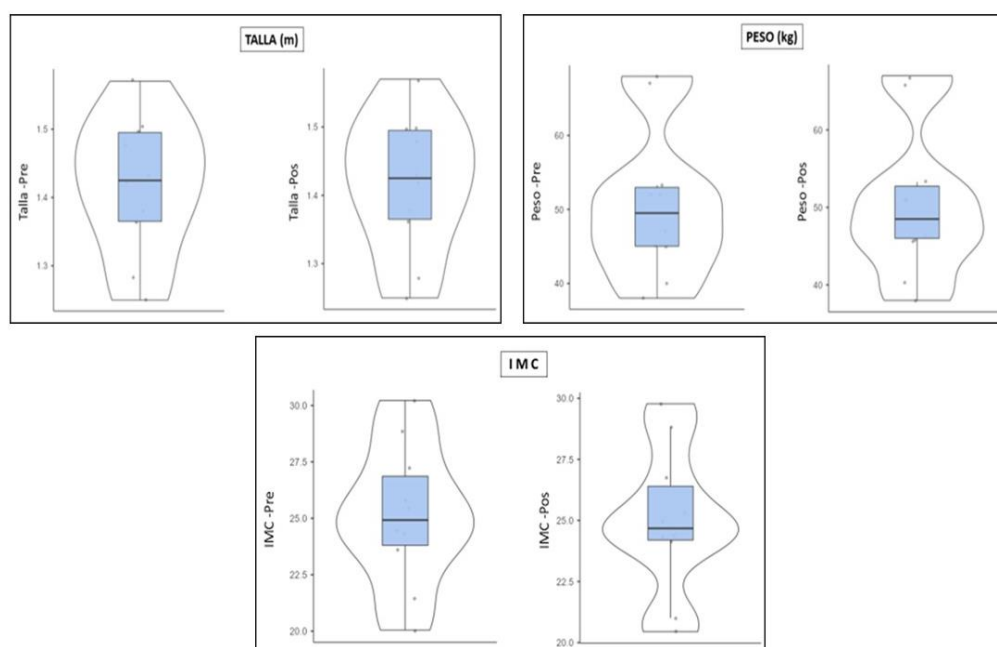 TALLA (m)
Talla -Pre
1.5
1.4
1.3
Talla -Pos
1.5
1.4
1.3
PESO (kg)
Peso -Pre
60
50
40
Peso -Pos
60
50
40
I M C
IMC -Pre
30.0
27.5
25.0
22.5
20.0
IMC -Pos
30.0
27.5
25.0
22.5
20.0